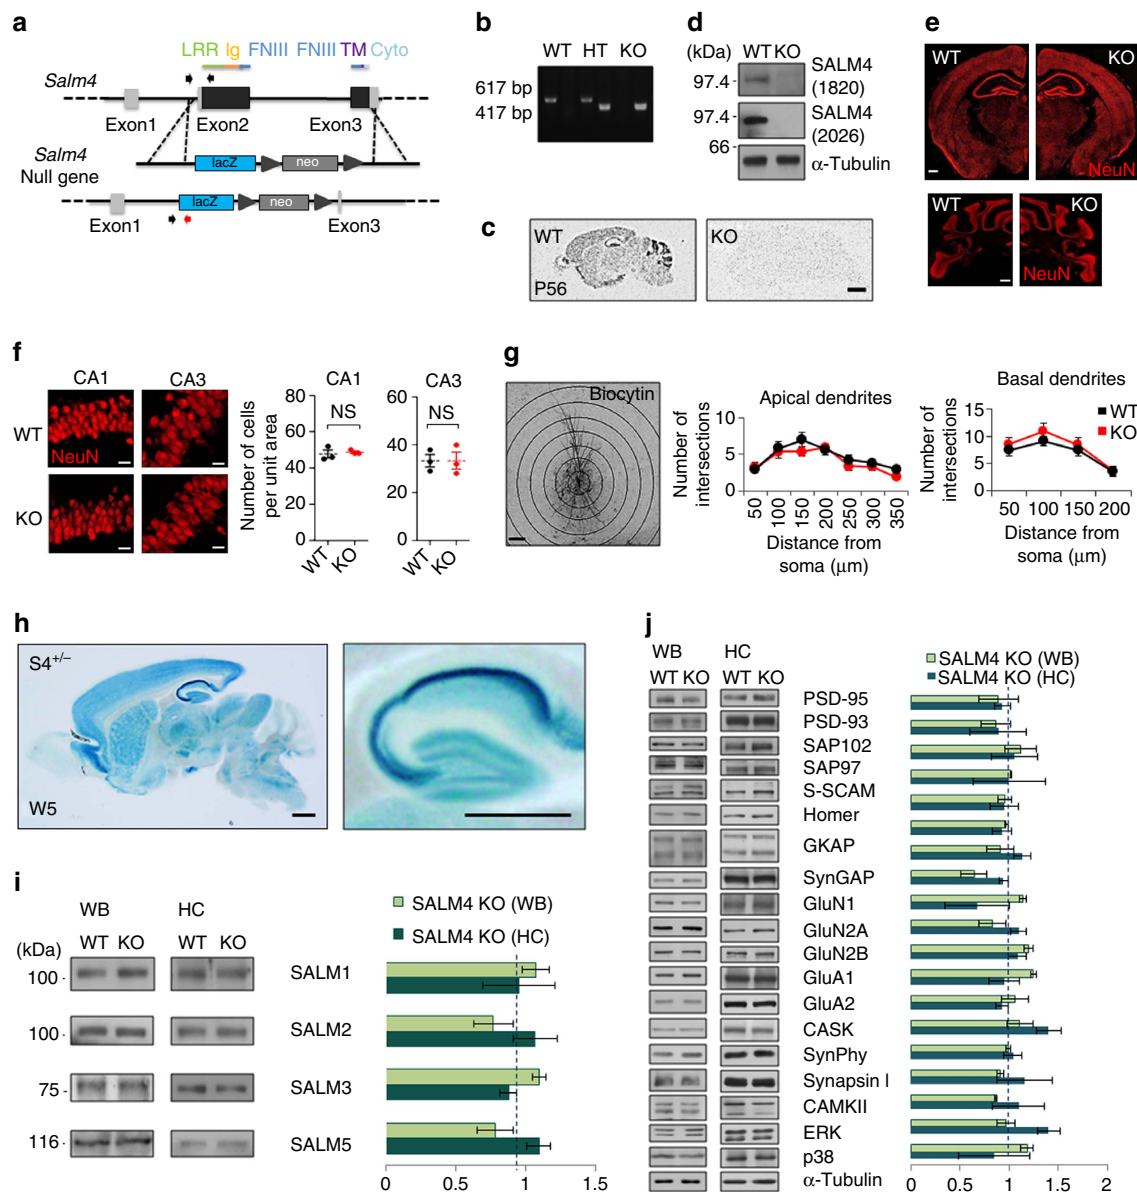 a
LRR Ig FNIII FNIII TM Cyto
Salm4
Exon1 Exon2 Exon3
Salm4
Null gene
lacZ neo
lacZ neo
Exon1 Exon3
b
WT HT KO
617 bp
417 bp
c
WT
P56
KO
d
(kDa) WT KO
97.4
SALM4
(1820)
97.4
SALM4
(2026)
66
α-Tubulin
e
WT KO
NeuN
WT KO
NeuN
f
CA1 CA3
WT
NeuN
KO
Number of cells
per unit area
CA1
NS
80
60
40
20
0
WT KO
CA3
NS
60
40
20
0
WT KO
g
Biocytin
Apical dendrites
Number of
intersections
10
5
0
50 100 150 200 250 300 350
Distance from
soma (μm)
Basal dendrites
Number of
intersections
15
10
5
0
WT
KO
50 100 150 200
Distance from
soma (μm)
h
S4+/–
W5
i
WB HC
(kDa) WT KO WT KO
100 SALM1
100 SALM2
75 SALM3
116 SALM5
SALM4 KO (WB)
SALM4 KO (HC)
0 0.5 1 1.5
j
WB HC
WT KO WT KO
SALM4 KO (WB)
SALM4 KO (HC)
PSD-95
PSD-93
SAP102
SAP97
S-SCAM
Homer
GKAP
SynGAP
GluN1
GluN2A
GluN2B
GluA1
GluA2
CASK
SynPhy
Synapsin I
CAMKII
ERK
p38
α-Tubulin
0 0.5 1 1.5 2